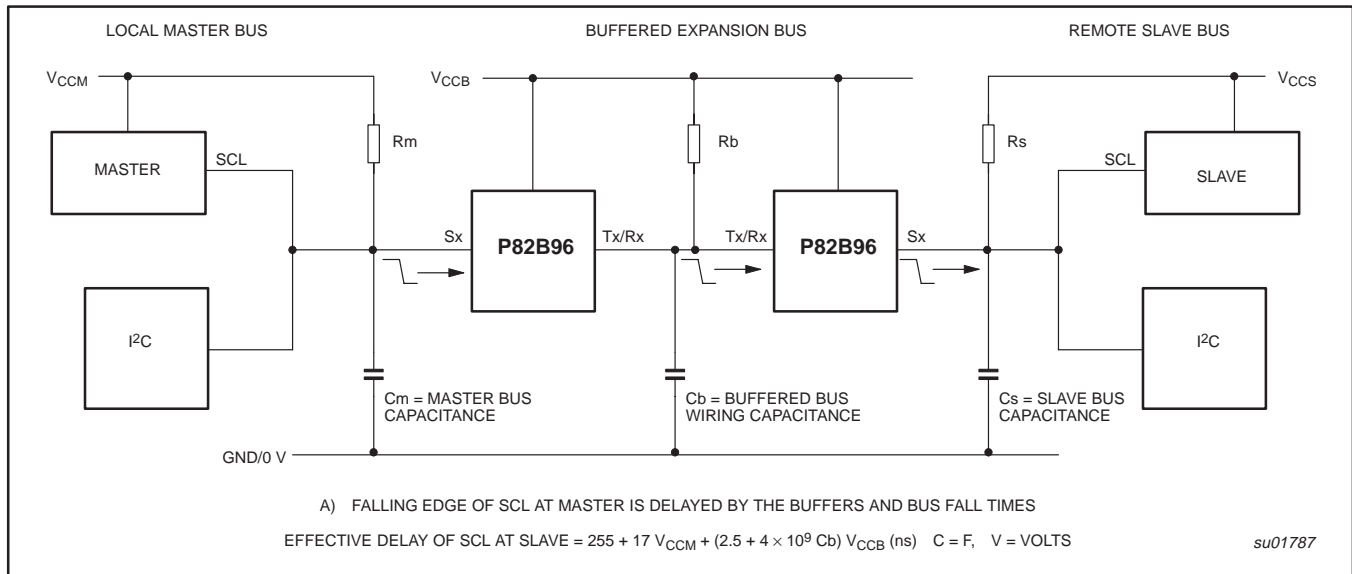 LOCAL MASTER BUS
BUFFERED EXPANSION BUS
REMOTE SLAVE BUS
VCCM
VCCB
VCCS
Rm
Rb
Rs
MASTER
SCL
SCL
SLAVE
Sx
P82B96
Tx/Rx
Tx/Rx
P82B96
Sx
I²C
I²C
Cm = MASTER BUS
CAPACITANCE
Cb = BUFFERED BUS
WIRING CAPACITANCE
Cs = SLAVE BUS
CAPACITANCE
GND/0 V
A) FALLING EDGE OF SCL AT MASTER IS DELAYED BY THE BUFFERS AND BUS FALL TIMES
EFFECTIVE DELAY OF SCL AT SLAVE = 255 + 17 VCCM + (2.5 + 4 × 10⁹ Cb) VCCB (ns) C = F, V = VOLTS
su01787